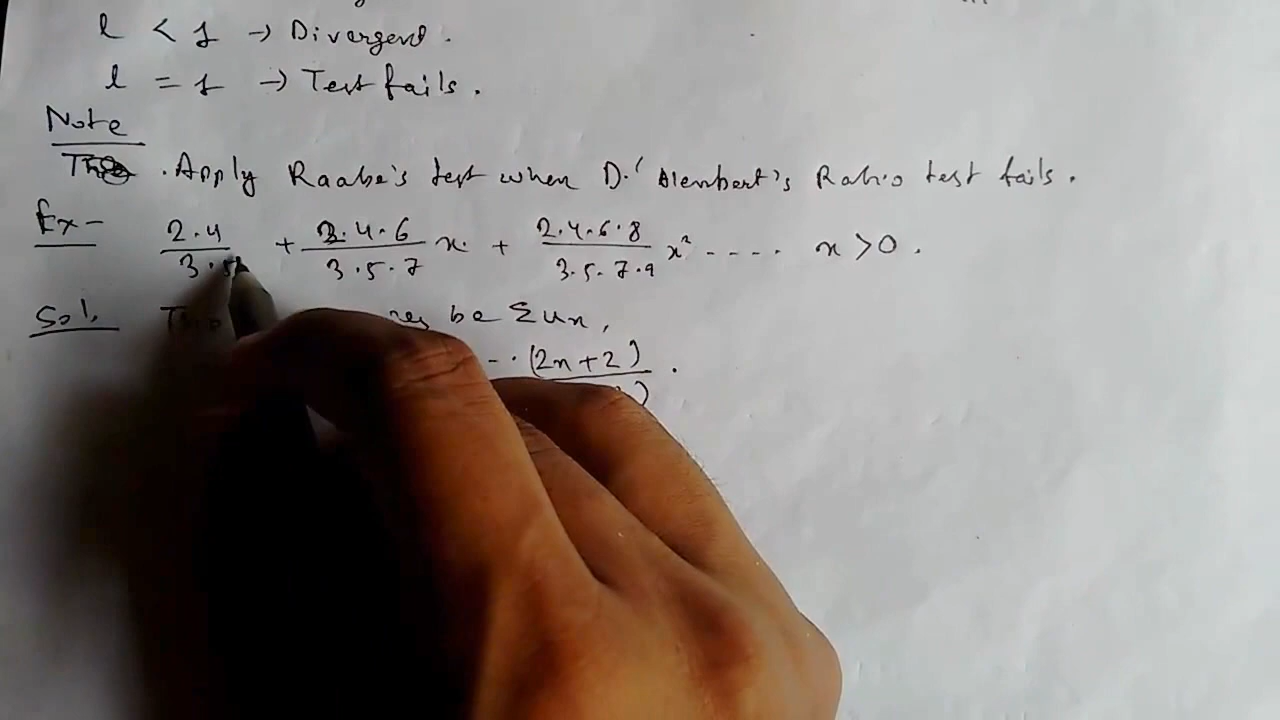 l < 1 → Divergent.
l = 1 → Test fails.
Note
. Apply Raabe's test when D.' Alembert's Ratio test fails.
Ex-
2.4 / 3.5 + 2.4.6 / 3.5.7 x. + 2.4.6.8 / 3.5.7.9 x² ---- . x > 0 .
Sol. be Σun,
- . (2n+2) .